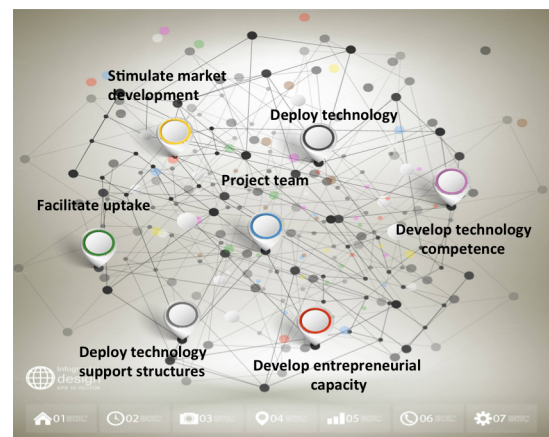 Stimulate market
development
Deploy technology
Project team
Facilitate uptake
Develop technology
competence
Deploy technology
support structures
Develop entrepreneurial
capacity
design
01
02
03
04
05
06
07